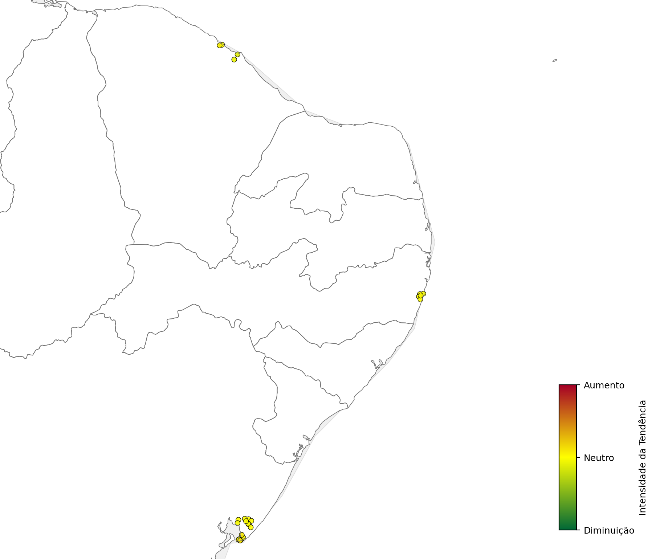 Aumento
Neutro
Diminuição
Intensidade da Tendência